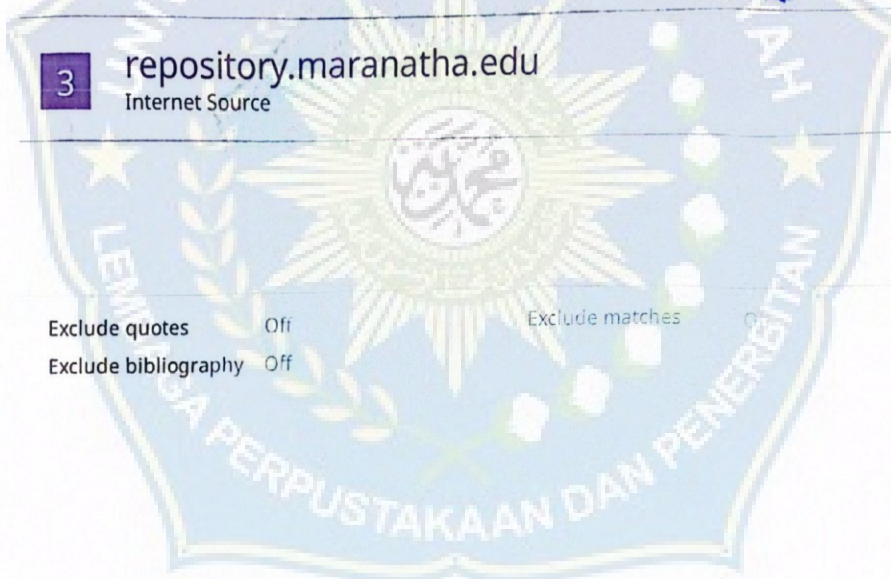 3 repository.maranatha.edu
Internet Source
Exclude quotes Off Exclude matches
Exclude bibliography Off
LEMBAGA PERPUSTAKAAN DAN PENERBITAN